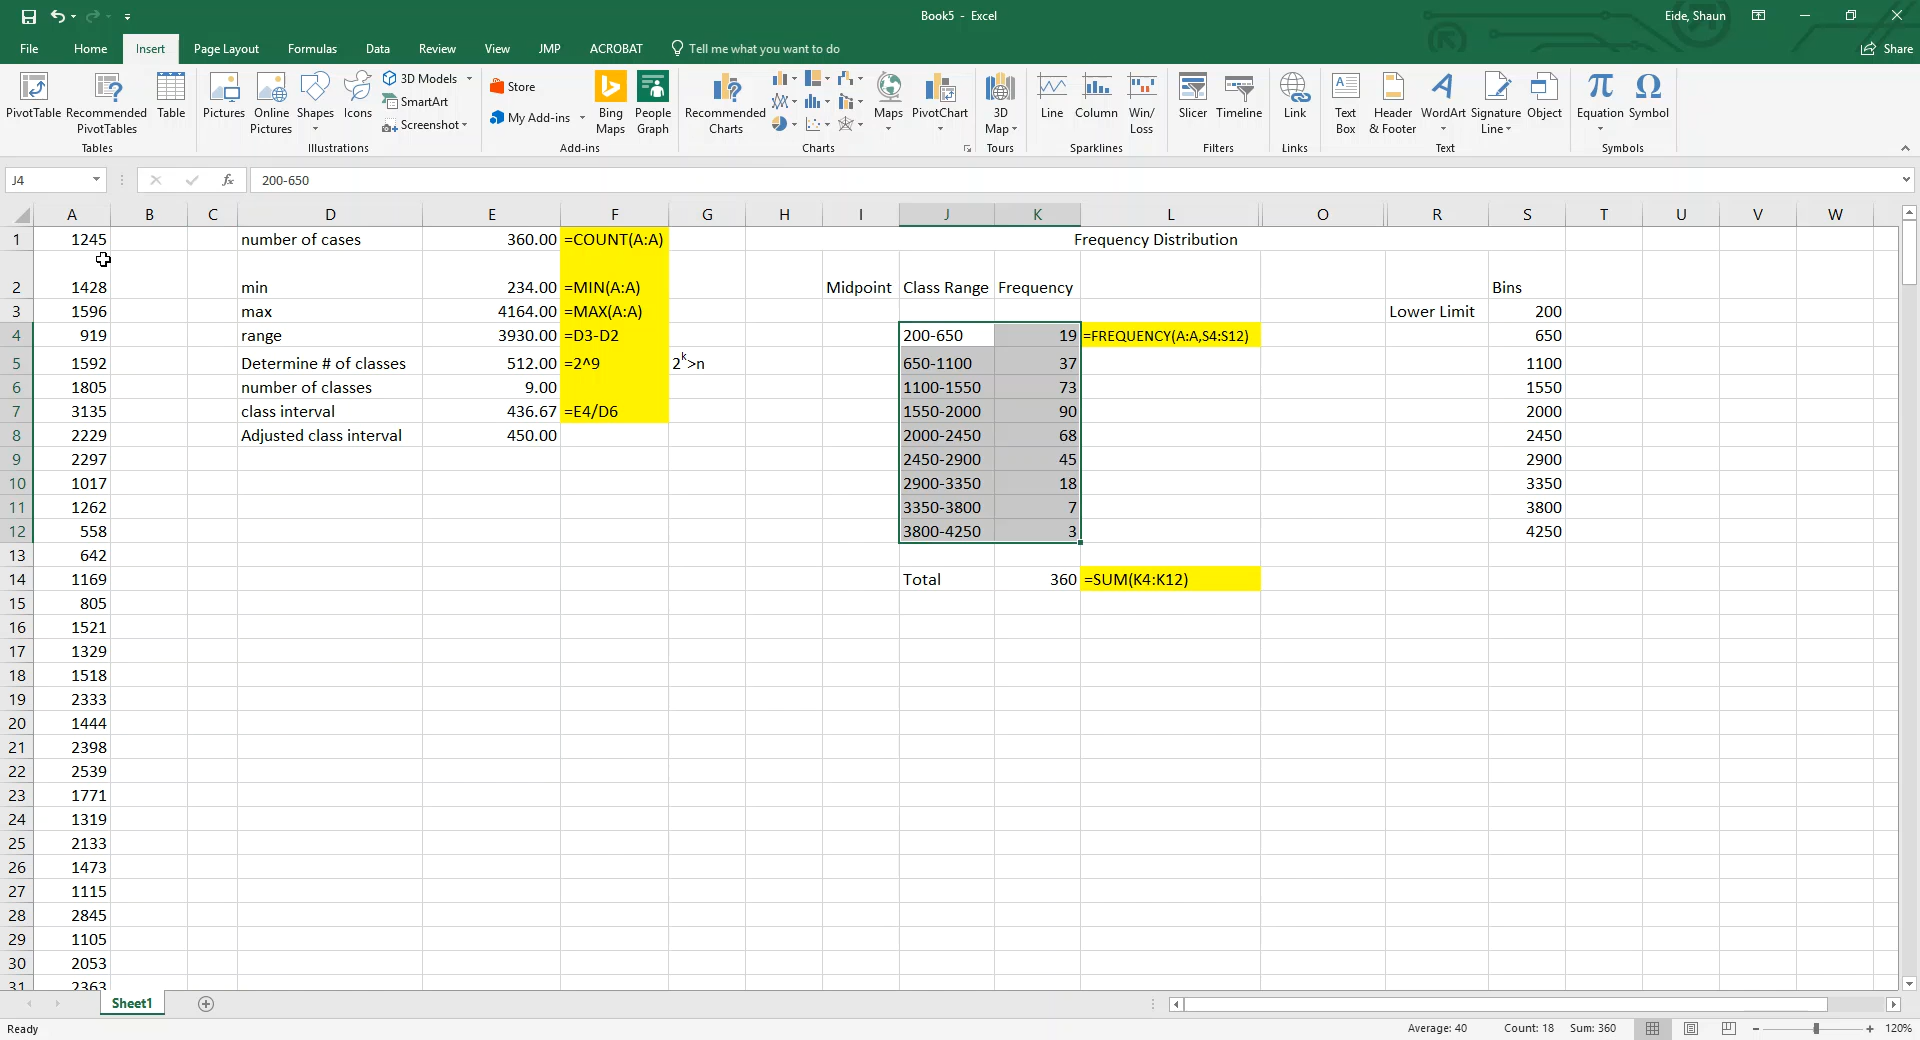 Book5 - Excel
Eide, Shaun
File Home Insert Page Layout Formulas Data Review View JMP ACROBAT Tell me what you want to do Share
PivotTable
Recommended PivotTables
Table
Tables
Pictures
Online Pictures
Shapes
Icons
3D Models
SmartArt
Screenshot
Illustrations
Store
My Add-ins
Bing Maps
People Graph
Add-ins
Recommended Charts
Maps
PivotChart
Charts
3D Map
Tours
Line
Column
Win/ Loss
Sparklines
Slicer
Timeline
Filters
Link
Links
Text Box
Header & Footer
WordArt
Signature Line
Object
Text
Equation
Symbol
Symbols
J4 fx 200-650
A B C D E F G H I J K L O R S T U V W
1 1245 number of cases 360.00 =COUNT(A:A) Frequency Distribution
2 1428 min 234.00 =MIN(A:A) Midpoint Class Range Frequency Bins
3 1596 max 4164.00 =MAX(A:A) Lower Limit 200
4 919 range 3930.00 =D3-D2 200-650 19 =FREQUENCY(A:A,S4:S12) 650
5 1592 Determine # of classes 512.00 =2^9 2^k>n 650-1100 37 1100
6 1805 number of classes 9.00 1100-1550 73 1550
7 3135 class interval 436.67 =E4/D6 1550-2000 90 2000
8 2229 Adjusted class interval 450.00 2000-2450 68 2450
9 2297 2450-2900 45 2900
10 1017 2900-3350 18 3350
11 1262 3350-3800 7 3800
12 558 3800-4250 3 4250
13 642
14 1169 Total 360 =SUM(K4:K12)
15 805
16 1521
17 1329
18 1518
19 2333
20 1444
21 2398
22 2539
23 1771
24 1319
25 2133
26 1473
27 1115
28 2845
29 1105
30 2053
31 2363
Sheet1
Ready Average: 40 Count: 18 Sum: 360 120%